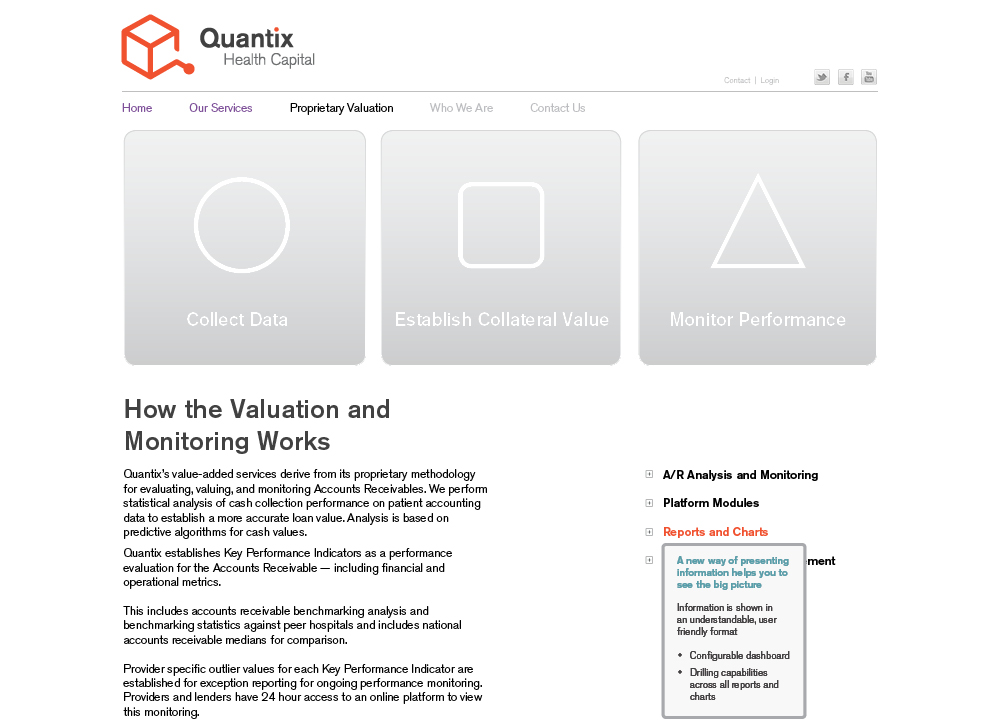 Quantix
Health Capital
Contact | Login
You
Tube
Home Our Services Proprietary Valuation Who We Are Contact Us
Collect Data
Establish Collateral Value
Monitor Performance
How the Valuation and
Monitoring Works
Quantix's value-added services derive from its proprietary methodology
for evaluating, valuing, and monitoring Accounts Receivables. We perform
statistical analysis of cash collection performance on patient accounting
data to establish a more accurate loan value. Analysis is based on
predictive algorithms for cash values.
Quantix establishes Key Performance Indicators as a performance
evaluation for the Accounts Receivable — including financial and
operational metrics.
This includes accounts receivable benchmarking analysis and
benchmarking statistics against peer hospitals and includes national
accounts receivable medians for comparison.
Provider specific outlier values for each Key Performance Indicator are
established for exception reporting for ongoing performance monitoring.
Providers and lenders have 24 hour access to an online platform to view
this monitoring.
A/R Analysis and Monitoring
Platform Modules
Reports and Charts
ment
A new way of presenting
information helps you to
see the big picture
Information is shown in
an understandable, user
friendly format
• Configurable dashboard
• Drilling capabilities
across all reports and
charts